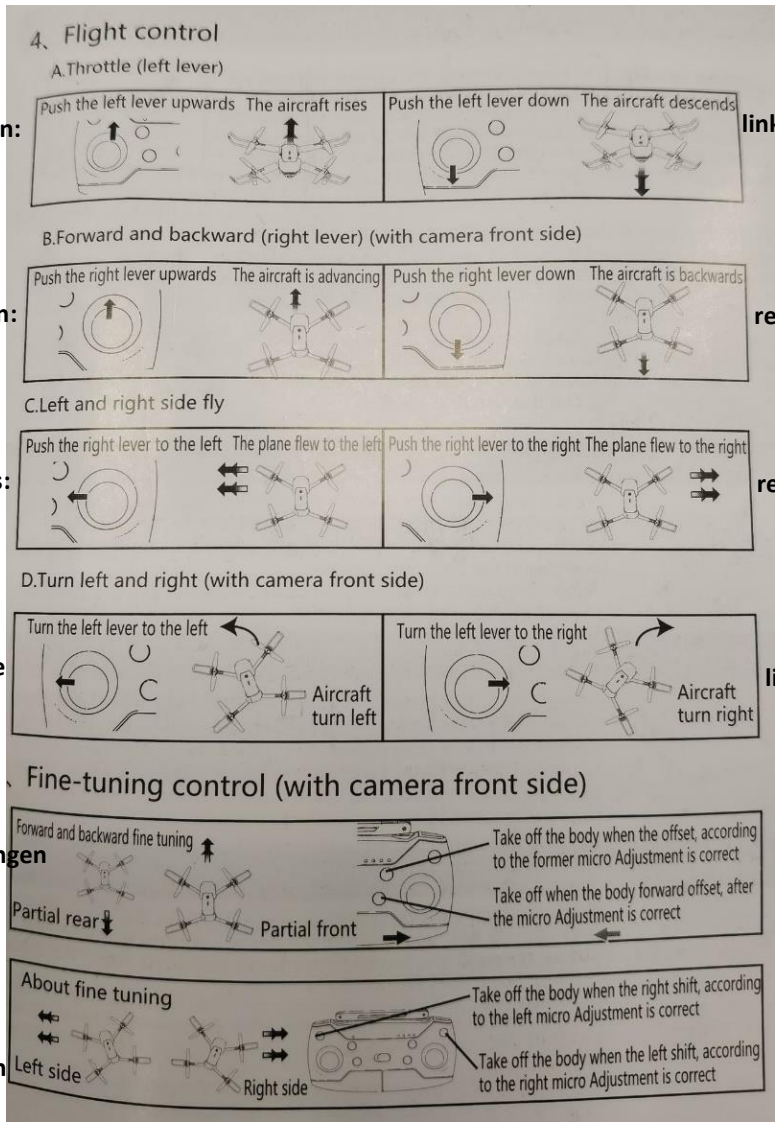 4、Flight control
A.Throttle (left lever)
Push the left lever upwards The aircraft rises Push the left lever down The aircraft descends
B.Forward and backward (right lever) (with camera front side)
Push the right lever upwards The aircraft is advancing Push the right lever down The aircraft is backwards
C.Left and right side fly
Push the right lever to the left The plane flew to the left Push the right lever to the right The plane flew to the right
D.Turn left and right (with camera front side)
Turn the left lever to the left Turn the left lever to the right
Aircraft
turn left
Aircraft
turn right
Fine-tuning control (with camera front side)
Forward and backward fine tuning
Partial rear
Partial front
Take off the body when the offset, according
to the former micro Adjustment is correct
Take off when the body forward offset, after
the micro Adjustment is correct
About fine tuning
Left side
Right side
Take off the body when the right shift, according
to the left micro Adjustment is correct
Take off the body when the left shift, according
to the right micro Adjustment is correct